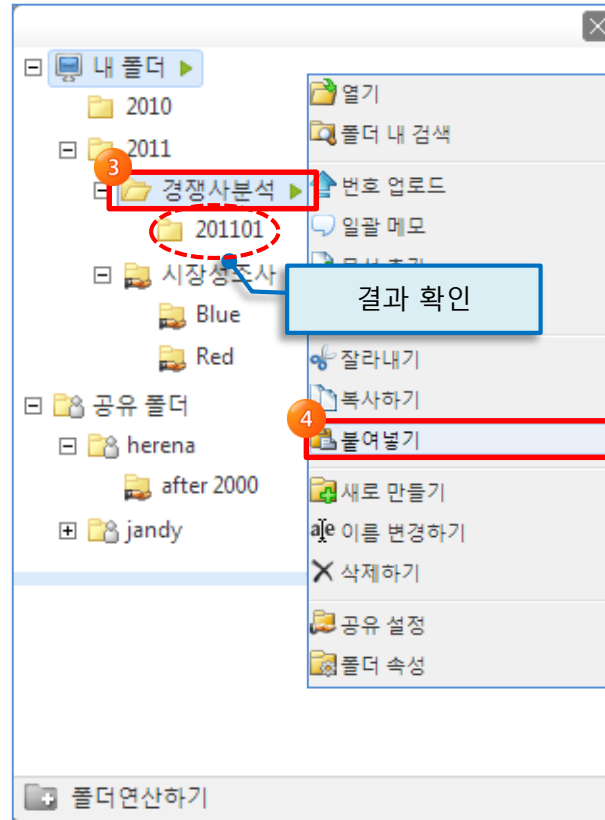 내 폴더
2010
2011
3
경쟁사분석
201101
시장성조사
Blue
Red
공유 폴더
herena
after 2000
jandy
열기
폴더 내 검색
번호 업로드
일괄 메모
결과 확인
잘라내기
복사하기
4
붙여넣기
새로 만들기
이름 변경하기
삭제하기
공유 설정
폴더 속성
폴더연산하기